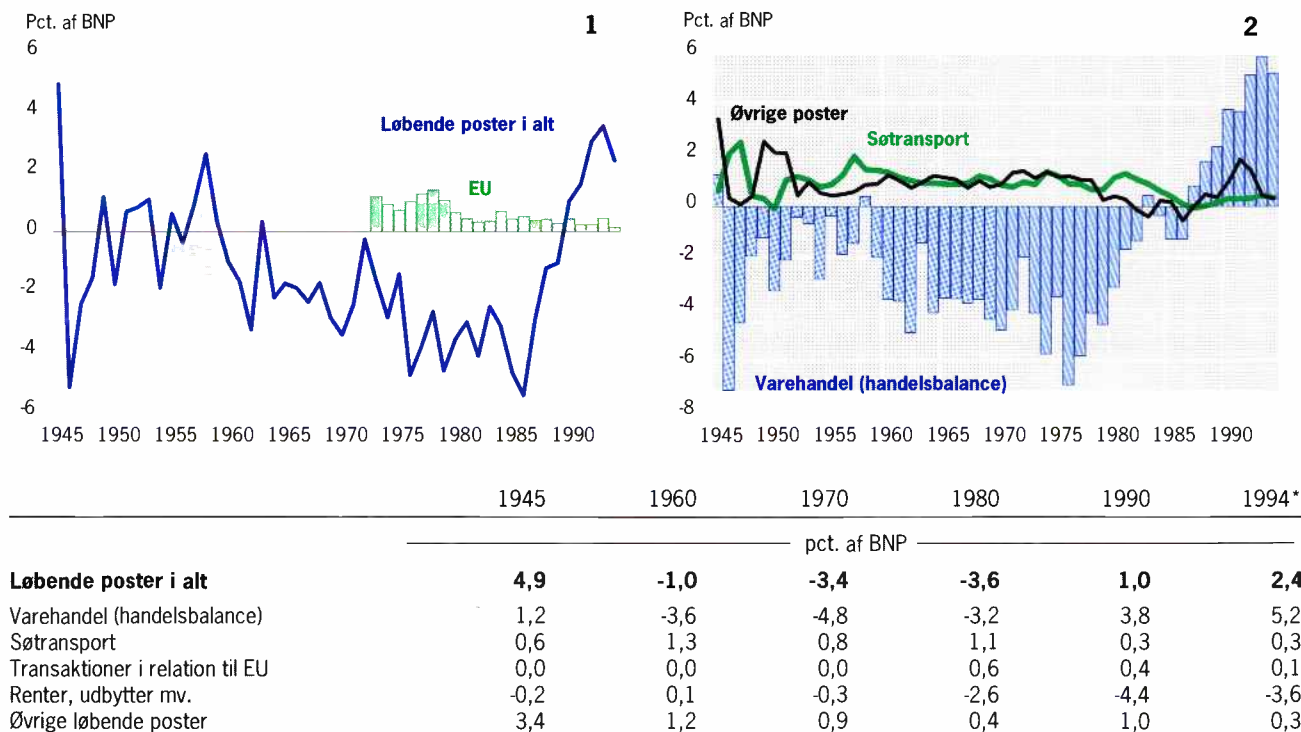 Pct. af BNP
1
6
4
2
0
-2
-4
-6
Løbende poster i alt
EU
1945 1950 1955 1960 1965 1970 1975 1980 1985 1990
Pct. af BNP
2
6
4
2
0
-2
-4
-6
-8
Øvrige poster
Søtransport
Varehandel (handelsbalance)
1945 1950 1955 1960 1965 1970 1975 1980 1985 1990
1945 1960 1970 1980 1990 1994*
pct. af BNP
Løbende poster i alt 4,9 -1,0 -3,4 -3,6 1,0 2,4
Varehandel (handelsbalance) 1,2 -3,6 -4,8 -3,2 3,8 5,2
Søtransport 0,6 1,3 0,8 1,1 0,3 0,3
Transaktioner i relation til EU 0,0 0,0 0,0 0,6 0,4 0,1
Renter, udbytter mv. -0,2 0,1 -0,3 -2,6 -4,4 -3,6
Øvrige løbende poster 3,4 1,2 0,9 0,4 1,0 0,3